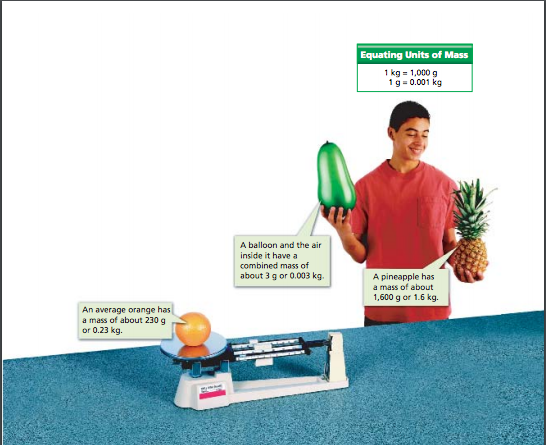 Equating Units of Mass
1 kg = 1,000 g
1 g = 0.001 kg
A balloon and the air
inside it have a
combined mass of
about 3 g or 0.003 kg.
A pineapple has
a mass of about
1,600 g or 1.6 kg.
An average orange has
a mass of about 230 g
or 0.23 kg.